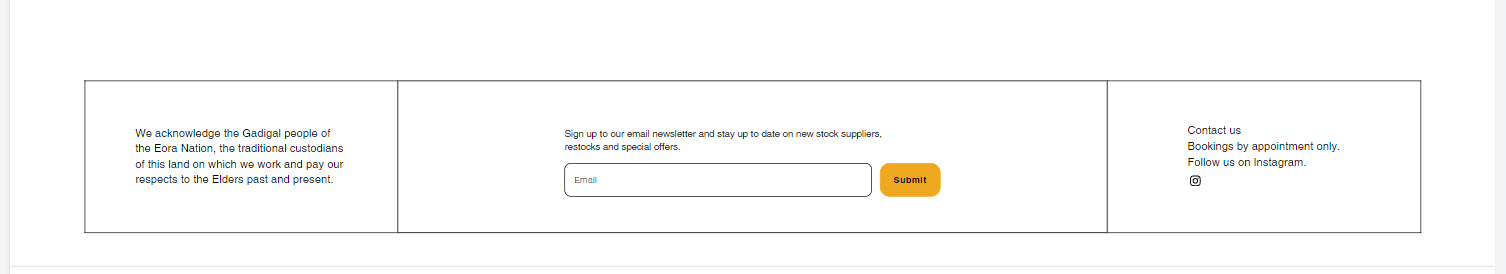 We acknowledge the Gadigal people of
the Eora Nation, the traditional custodians
of this land on which we work and pay our
respects to the Elders past and present.
Sign up to our email newsletter and stay up to date on new stock suppliers,
restocks and special offers.
Email
Submit
Contact us
Bookings by appointment only.
Follow us on Instagram.